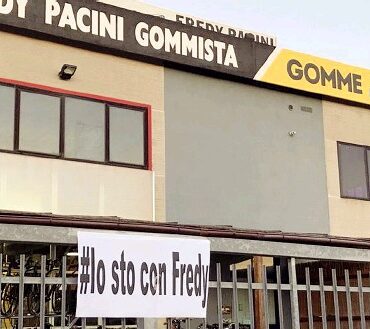 FREDY PACINI
DY PACINI GOMMISTA
GOMME
#Io sto con Fredy